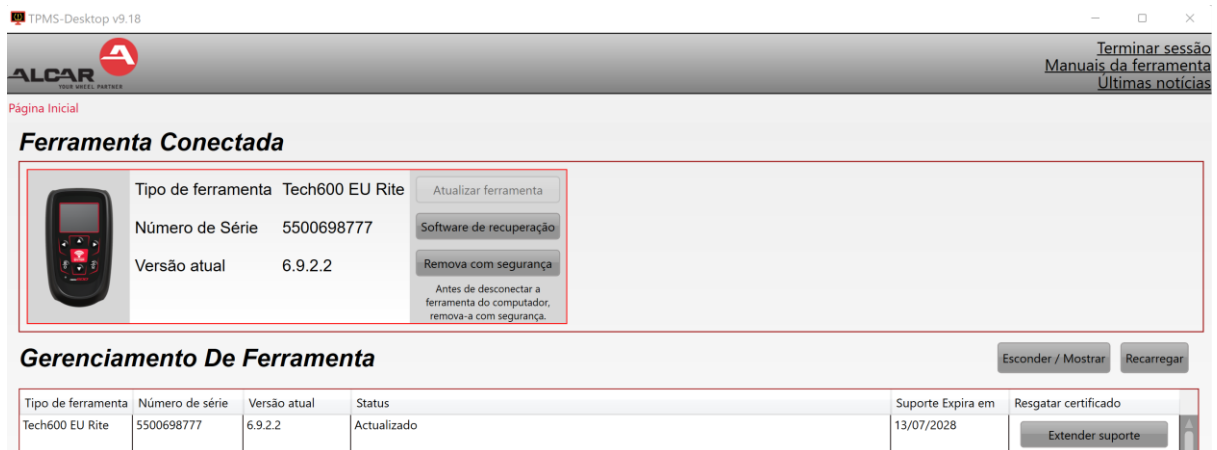 TPMS-Desktop v9.18
ALCAR
YOUR WHEEL PARTNER
Terminar sessão
Manuais da ferramenta
Últimas notícias
Página Inicial
Ferramenta Conectada
Tipo de ferramenta Tech600 EU Rite
Atualizar ferramenta
Número de Série 5500698777
Software de recuperação
Versão atual 6.9.2.2
Remova com segurança
Antes de desconectar a
ferramenta do computador,
remova-a com segurança.
Gerenciamento De Ferramenta
Esconder / Mostrar
Recarregar
Tipo de ferramenta Número de série Versão atual Status Suporte Expira em Resgatar certificado
Tech600 EU Rite 5500698777 6.9.2.2 Actualizado 13/07/2028
Extender suporte